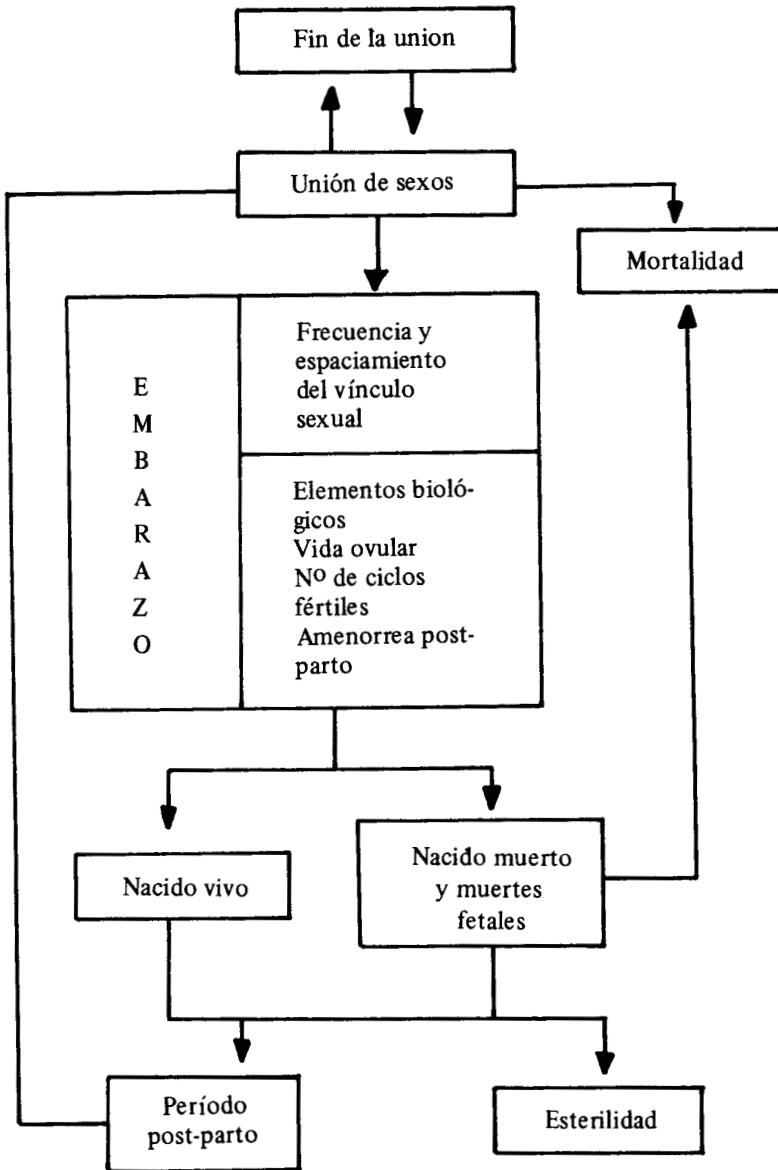 Fin de la union
Unión de sexos
Mortalidad
E
M
B
A
R
A
Z
O
Frecuencia y
espaciamiento
del vínculo
sexual
Elementos bioló-
gicos
Vida ovular
Nº de ciclos
fértiles
Amenorrea post-
parto
Nacido vivo
Nacido muerto
y muertes
fetales
Período
post-parto
Esterilidad